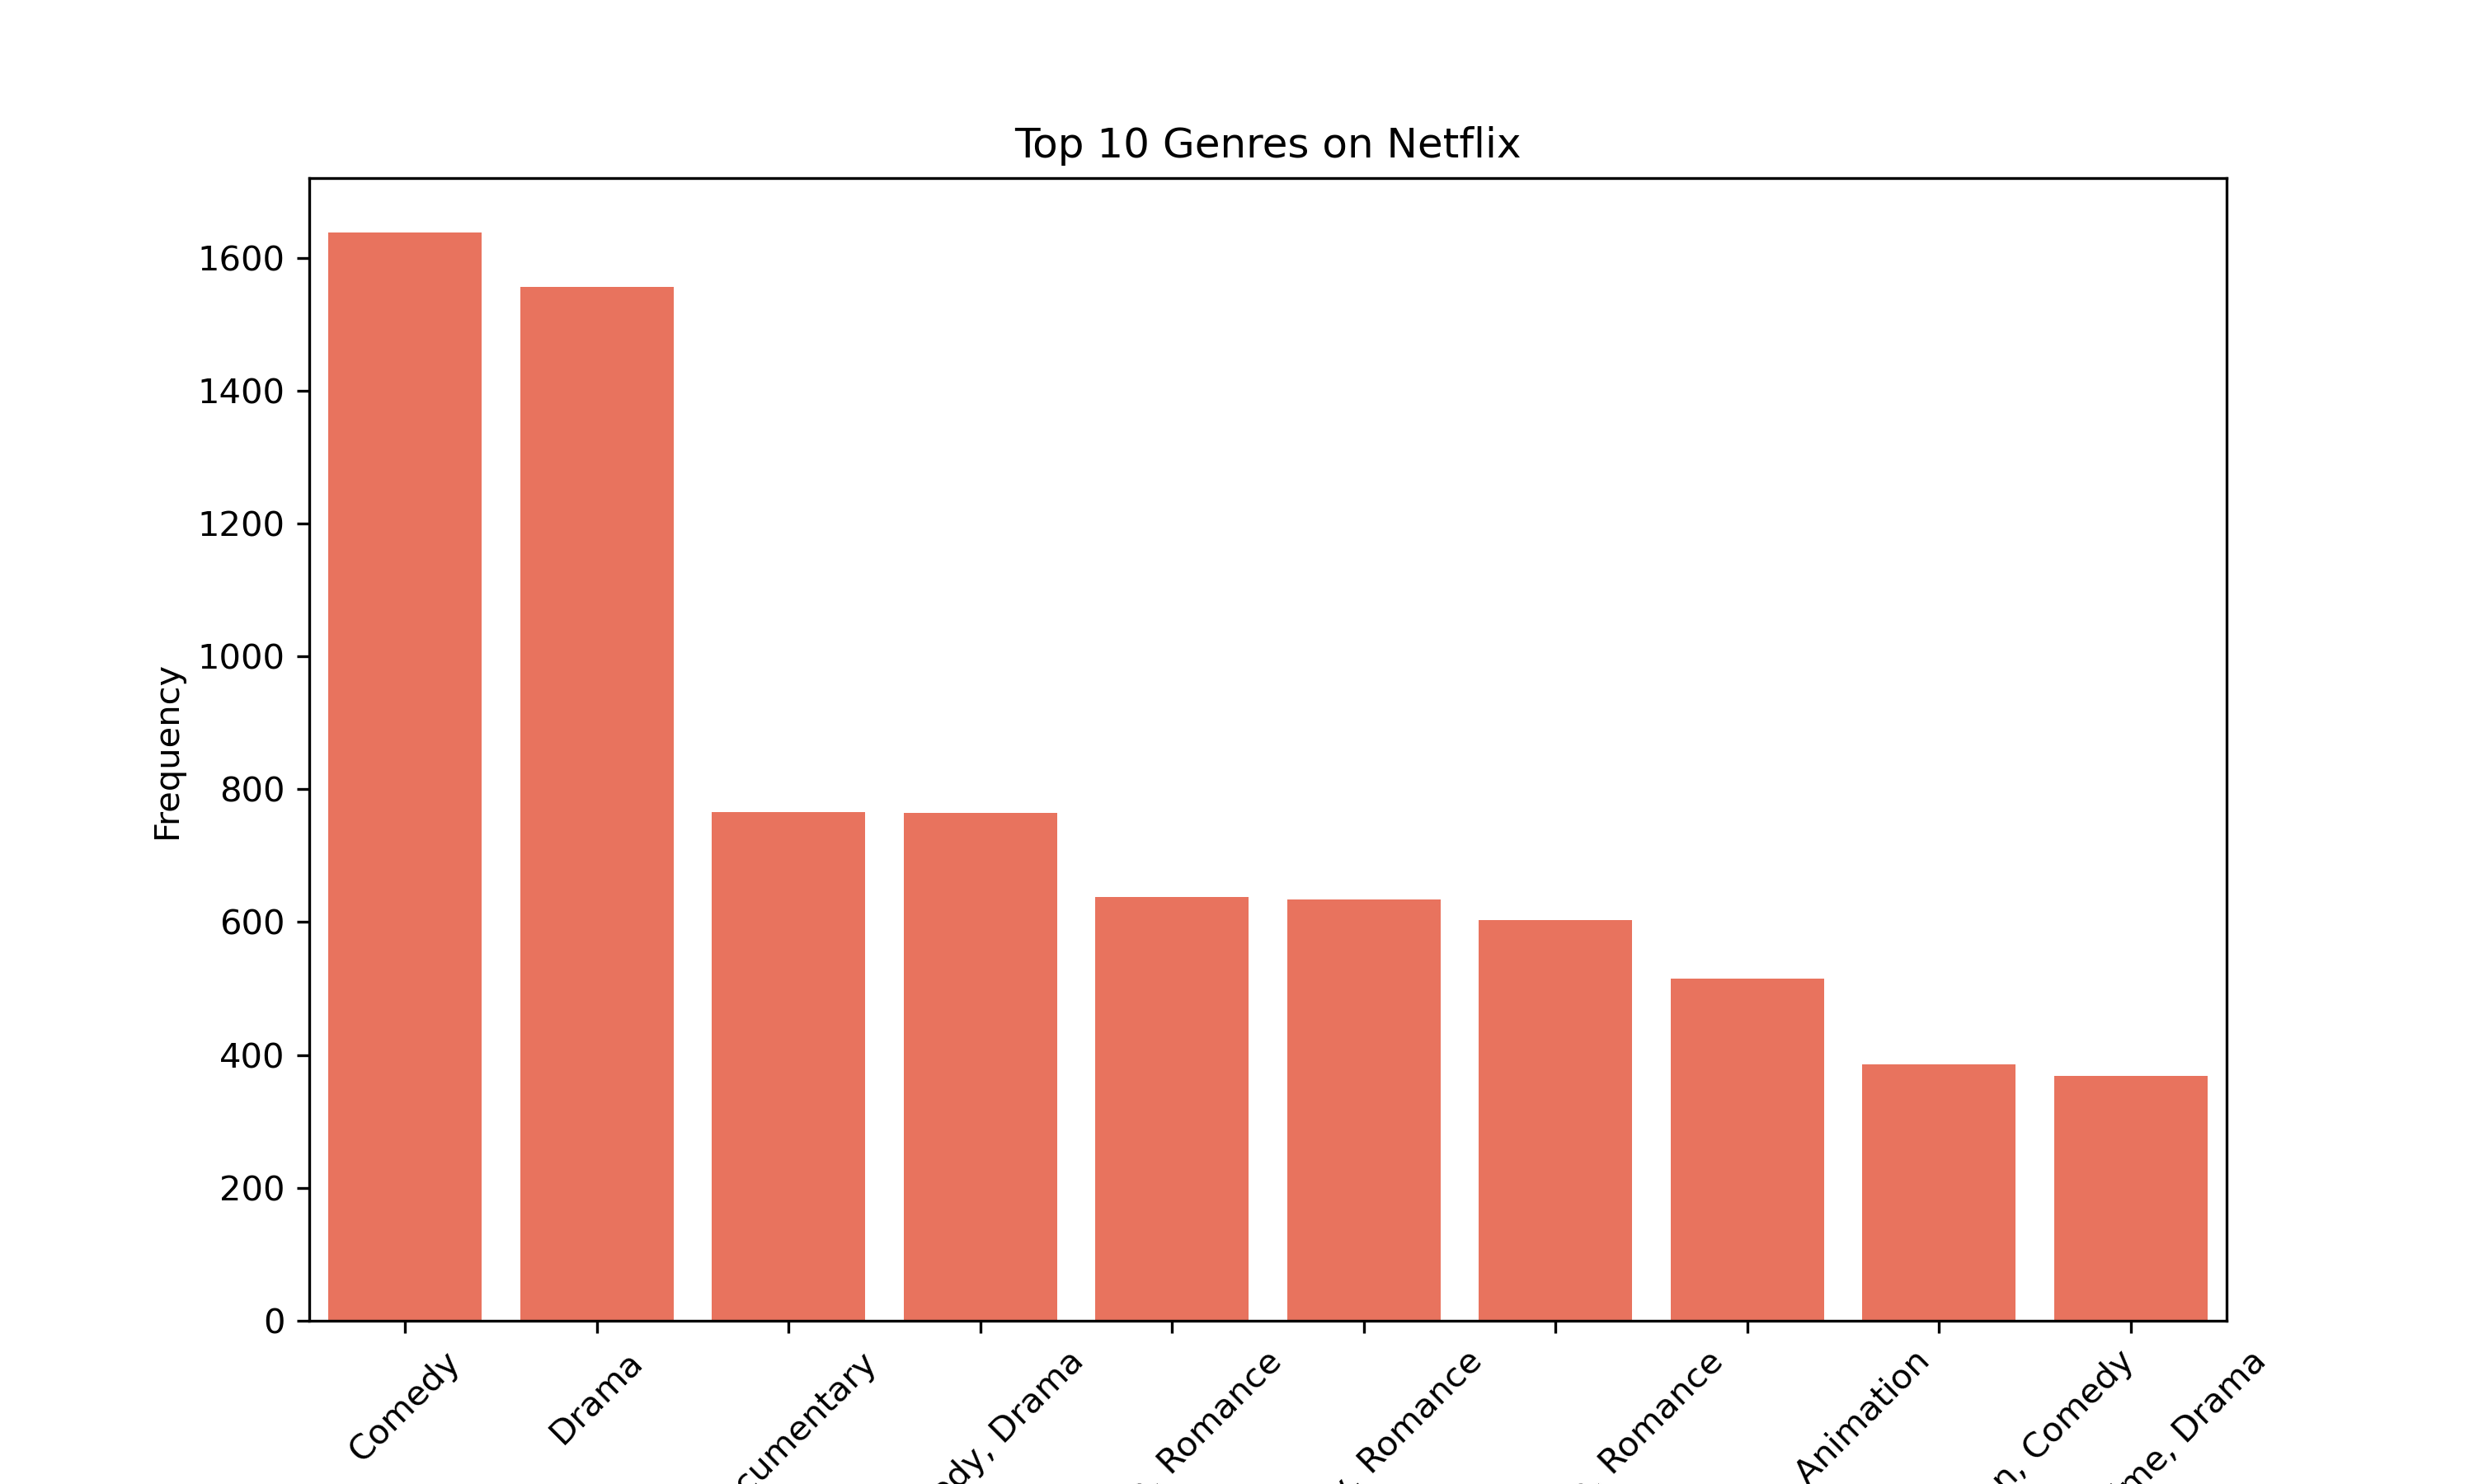 Top 10 Genres on Netflix
Frequency
1600
1400
1200
1000
800
600
400
200
0
Comedy
Drama
cumentary
dy, Drama
Romance
Romance
Romance
Animation
n, Comedy
me, Drama